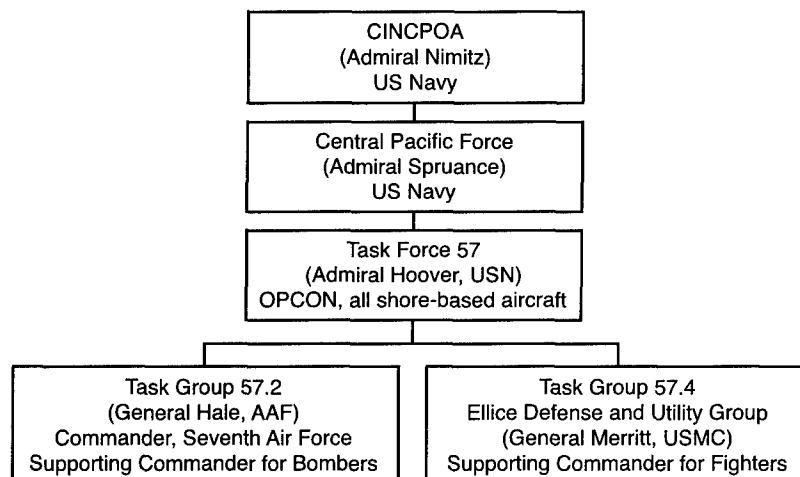 CINCPOA
(Admiral Nimitz)
US Navy
Central Pacific Force
(Admiral Spruance)
US Navy
Task Force 57
(Admiral Hoover, USN)
OPCON, all shore-based aircraft
Task Group 57.2
(General Hale, AAF)
Commander, Seventh Air Force
Supporting Commander for Bombers
Task Group 57.4
Ellice Defense and Utility Group
(General Merritt, USMC)
Supporting Commander for Fighters